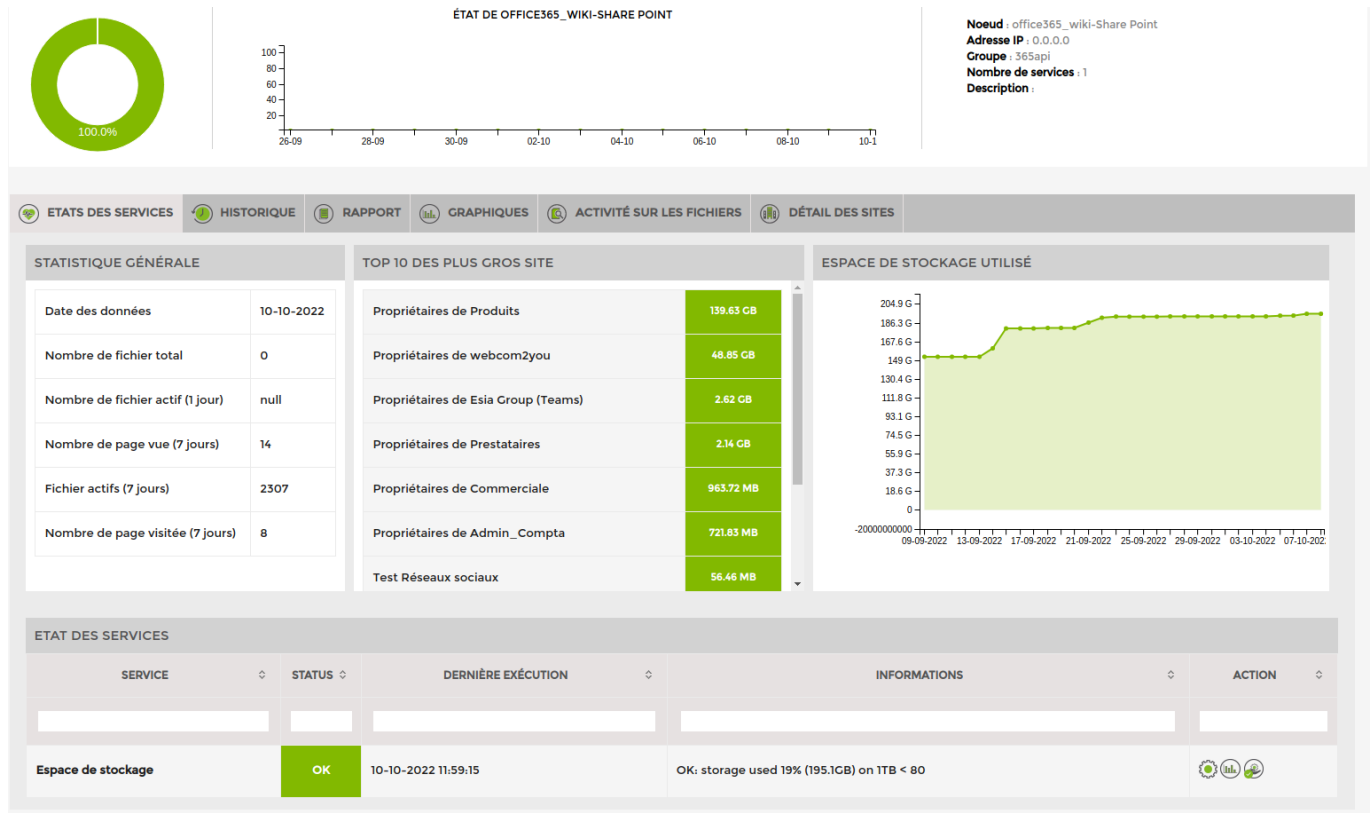 100.0%
ÉTAT DE OFFICE365_WIKI-SHARE POINT
100
80
60
40
20
26-09 28-09 30-09 02-10 04-10 06-10 08-10 10-1
Noeud : office365_wiki-Share Point
Adresse IP : 0.0.0.0
Groupe : 365api
Nombre de services : 1
Description :
ETATS DES SERVICES HISTORIQUE RAPPORT GRAPHIQUES ACTIVITÉ SUR LES FICHIERS DÉTAIL DES SITES
STATISTIQUE GÉNÉRALE
Date des données 10-10-2022
Nombre de fichier total 0
Nombre de fichier actif (1 jour) null
Nombre de page vue (7 jours) 14
Fichier actifs (7 jours) 2307
Nombre de page visitée (7 jours) 8
TOP 10 DES PLUS GROS SITE
Propriétaires de Produits 139.63 GB
Propriétaires de webcom2you 48.85 GB
Propriétaires de Esia Group (Teams) 2.62 GB
Propriétaires de Prestataires 2.14 GB
Propriétaires de Commerciale 963.72 MB
Propriétaires de Admin_Compta 721.83 MB
Test Réseaux sociaux 56.46 MB
ESPACE DE STOCKAGE UTILISÉ
204.9 G
186.3 G
167.6 G
149 G
130.4 G
111.8 G
93.1 G
74.5 G
55.9 G
37.3 G
18.6 G
0
-20000000000
09-09-2022 13-09-2022 17-09-2022 21-09-2022 25-09-2022 29-09-2022 03-10-2022 07-10-202
ETAT DES SERVICES
SERVICE STATUS DERNIÈRE EXÉCUTION INFORMATIONS ACTION
Espace de stockage OK 10-10-2022 11:59:15 OK: storage used 19% (195.1GB) on 1TB < 80